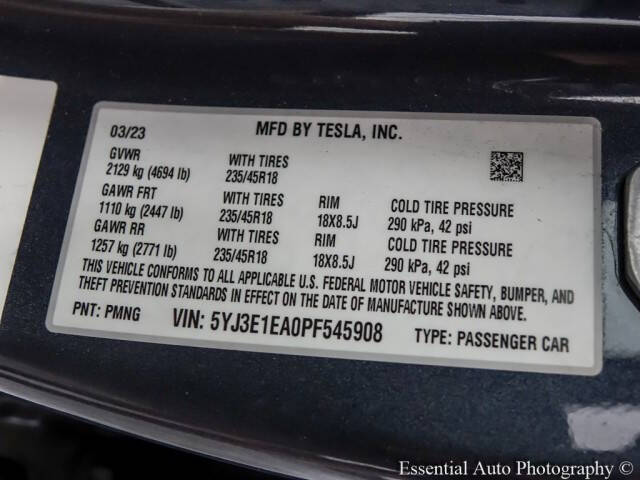 03/23 MFD BY TESLA, INC.
GVWR WITH TIRES
2129 kg (4694 lb) 235/45R18
GAWR FRT WITH TIRES RIM COLD TIRE PRESSURE
1110 kg (2447 lb) 235/45R18 18X8.5J 290 kPa, 42 psi
GAWR RR WITH TIRES RIM COLD TIRE PRESSURE
1257 kg (2771 lb) 235/45R18 18X8.5J 290 kPa, 42 psi
THIS VEHICLE CONFORMS TO ALL APPLICABLE U.S. FEDERAL MOTOR VEHICLE SAFETY, BUMPER, AND
THEFT PREVENTION STANDARDS IN EFFECT ON THE DATE OF MANUFACTURE SHOWN ABOVE.
PNT: PMNG VIN: 5YJ3E1EA0PF545908 TYPE: PASSENGER CAR
Essential Auto Photography ©